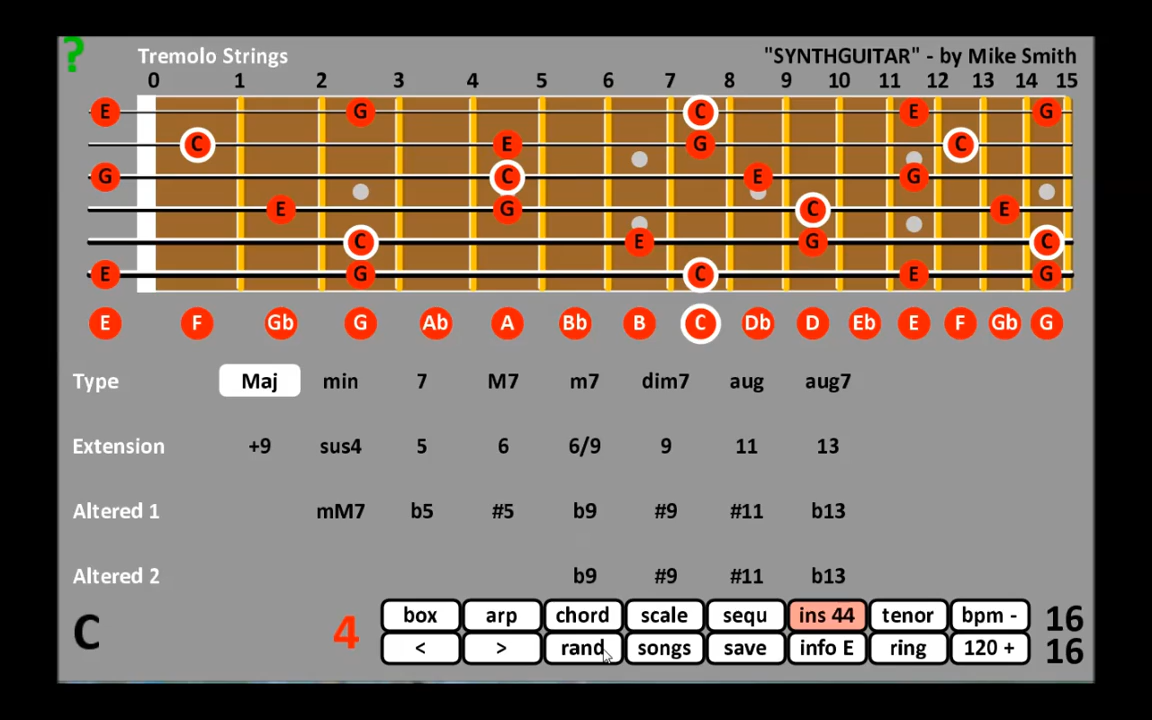 ?
Tremolo Strings "SYNTHGUITAR" - by Mike Smith
0 1 2 3 4 5 6 7 8 9 10 11 12 13 14 15
E G C E G
C E G C
G C E G
E G C E
C E G C
E G C E G
E F Gb G Ab A Bb B C Db D Eb E F Gb G
Type Maj min 7 M7 m7 dim7 aug aug7
Extension +9 sus4 5 6 6/9 9 11 13
Altered 1 mM7 b5 #5 b9 #9 #11 b13
Altered 2 b9 #9 #11 b13
C 4
box arp chord scale sequ ins 44 tenor bpm - 16
< > rand songs save info E ring 120 + 16